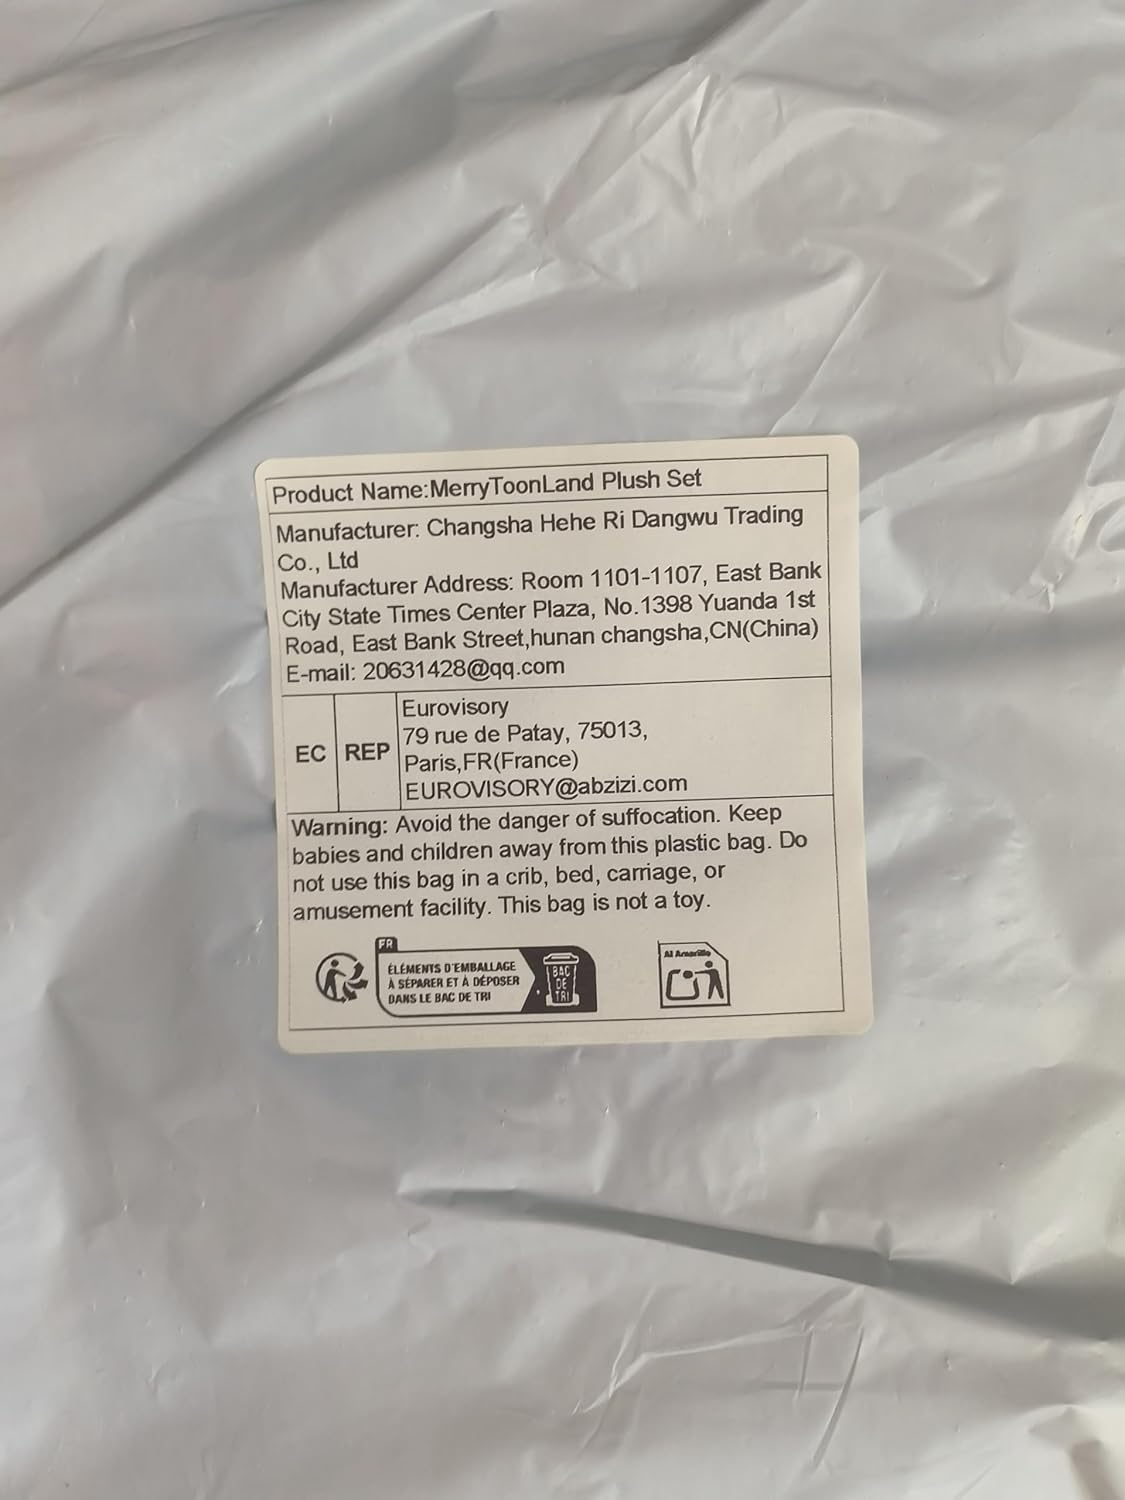 Product Name:MerryToonLand Plush Set
Manufacturer: Changsha Hehe Ri Dangwu Trading
Co., Ltd
Manufacturer Address: Room 1101-1107, East Bank
City State Times Center Plaza, No.1398 Yuanda 1st
Road, East Bank Street,hunan changsha,CN(China)
E-mail: 20631428@qq.com
EC REP
Eurovisory
79 rue de Patay, 75013,
Paris,FR(France)
EUROVISORY@abzizi.com
Warning: Avoid the danger of suffocation. Keep
babies and children away from this plastic bag. Do
not use this bag in a crib, bed, carriage, or
amusement facility. This bag is not a toy.
FR
ÉLÉMENTS D'EMBALLAGE
À SÉPARER ET À DÉPOSER
DANS LE BAC DE TRI
BAC
DE
TRI
Al Amarillo